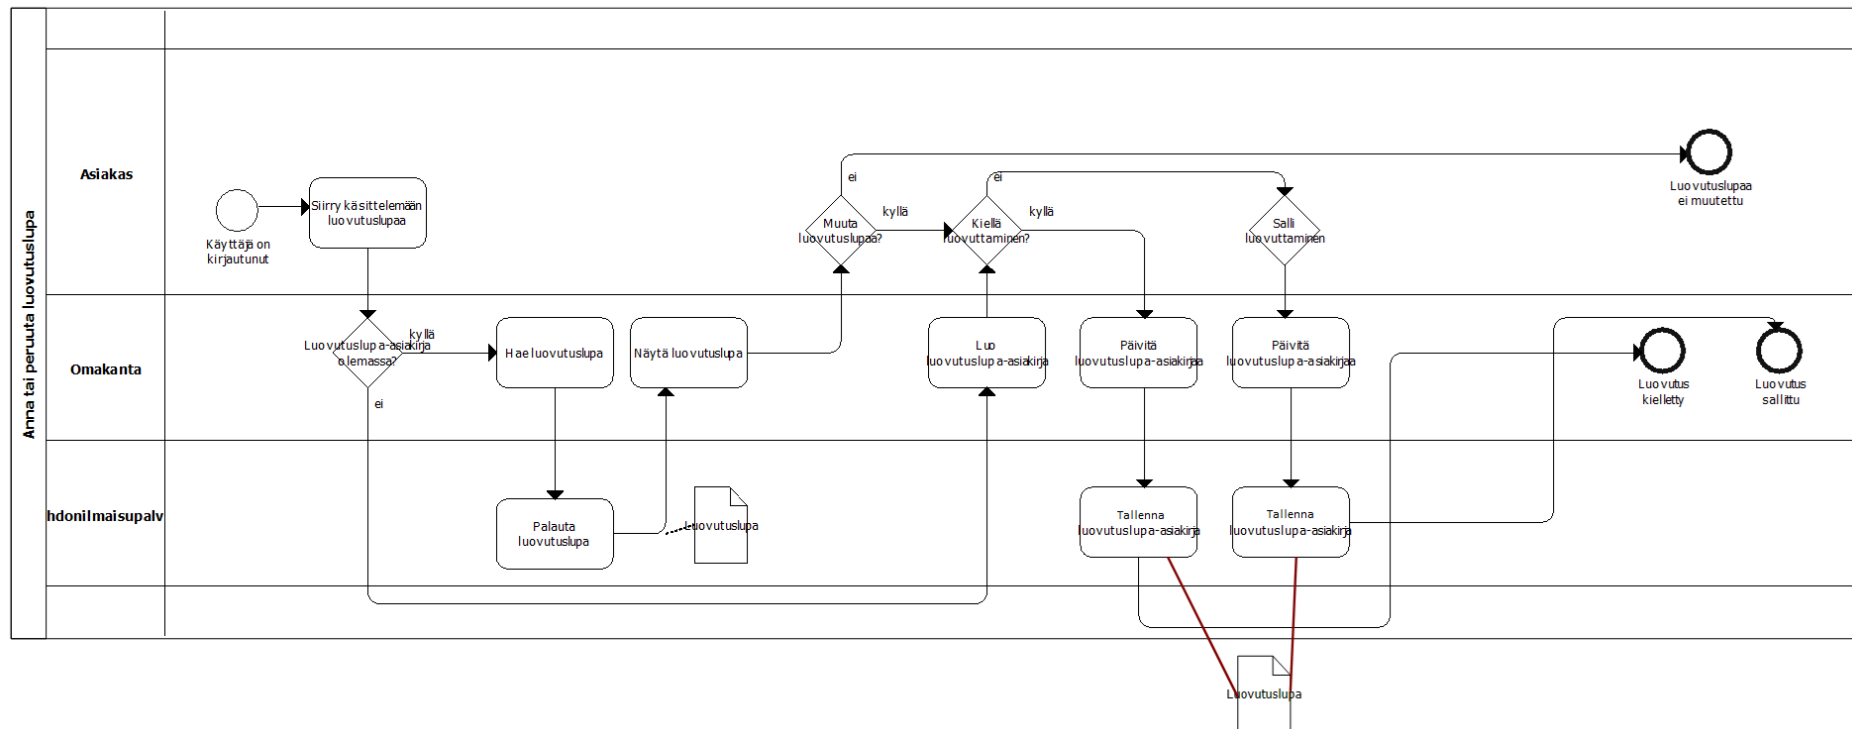 Anna tai peruuta luovutuslupa
Asiakas
Käyttäjä on
kirjautunut
Siirry käsittelemään
luovutuslupaa
Muuta
luovutuslupaa?
ei
kyllä
Kiellä
luovuttaminen?
ei
kyllä
Salli
luovuttaminen
Luovutuslupaa
ei muutettu
Omakanta
Luovutuslupa-asiakirja
olemassa?
kyllä
ei
Hae luovutuslupa
Näytä luovutuslupa
Luo
luovutuslupa-asiakirja
Päivitä
luovutuslupa-asiakirjaa
Päivitä
luovutuslupa-asiakirjaa
Luovutus
kielletty
Luovutus
sallittu
hdonilmaisupalv
Palauta
luovutuslupa
Luovutuslupa
Tallenna
luovutuslupa-asiakirja
Tallenna
luovutuslupa-asiakirja
Luovutuslupa